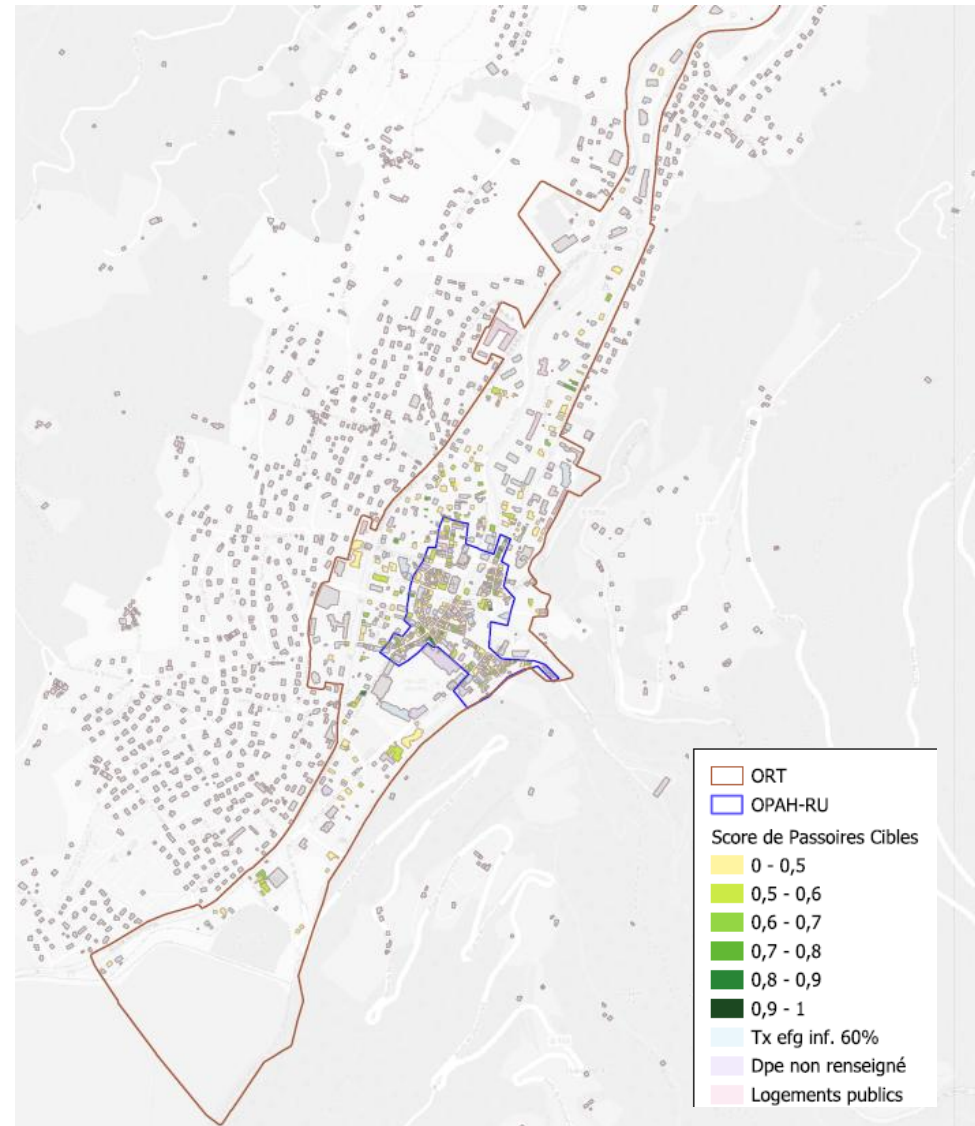 ORT
OPAH-RU
Score de Passoires Cibles
0 - 0,5
0,5 - 0,6
0,6 - 0,7
0,7 - 0,8
0,8 - 0,9
0,9 - 1
Tx efg inf. 60%
Dpe non renseigné
Logements publics